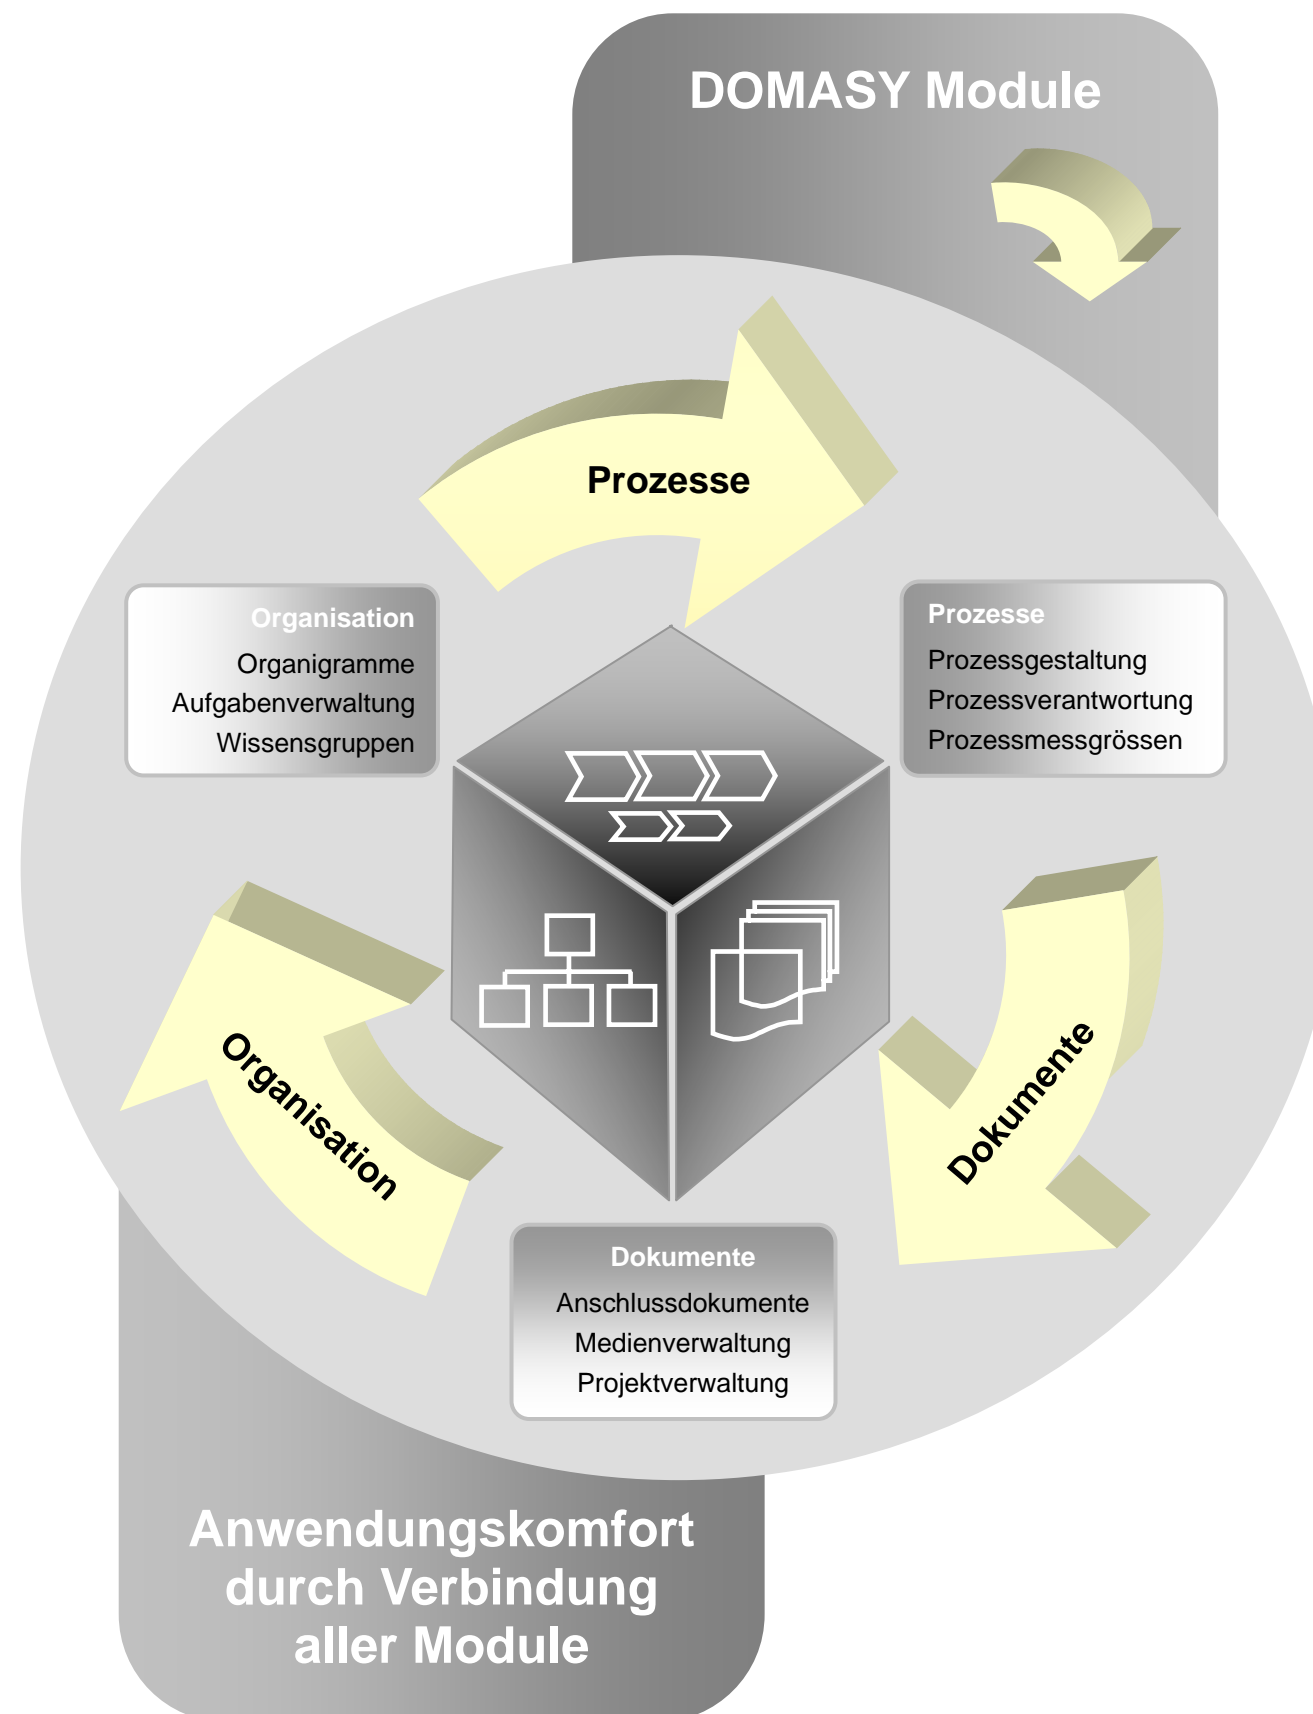 DOMASY Module
Prozesse
Organisation
Organigramme
Aufgabenverwaltung
Wissensgruppen
Prozesse
Prozessgestaltung
Prozessverantwortung
Prozessmessgrössen
Organisation
Dokumente
Dokumente
Anschlussdokumente
Medienverwaltung
Projektverwaltung
Anwendungskomfort
durch Verbindung
aller Module